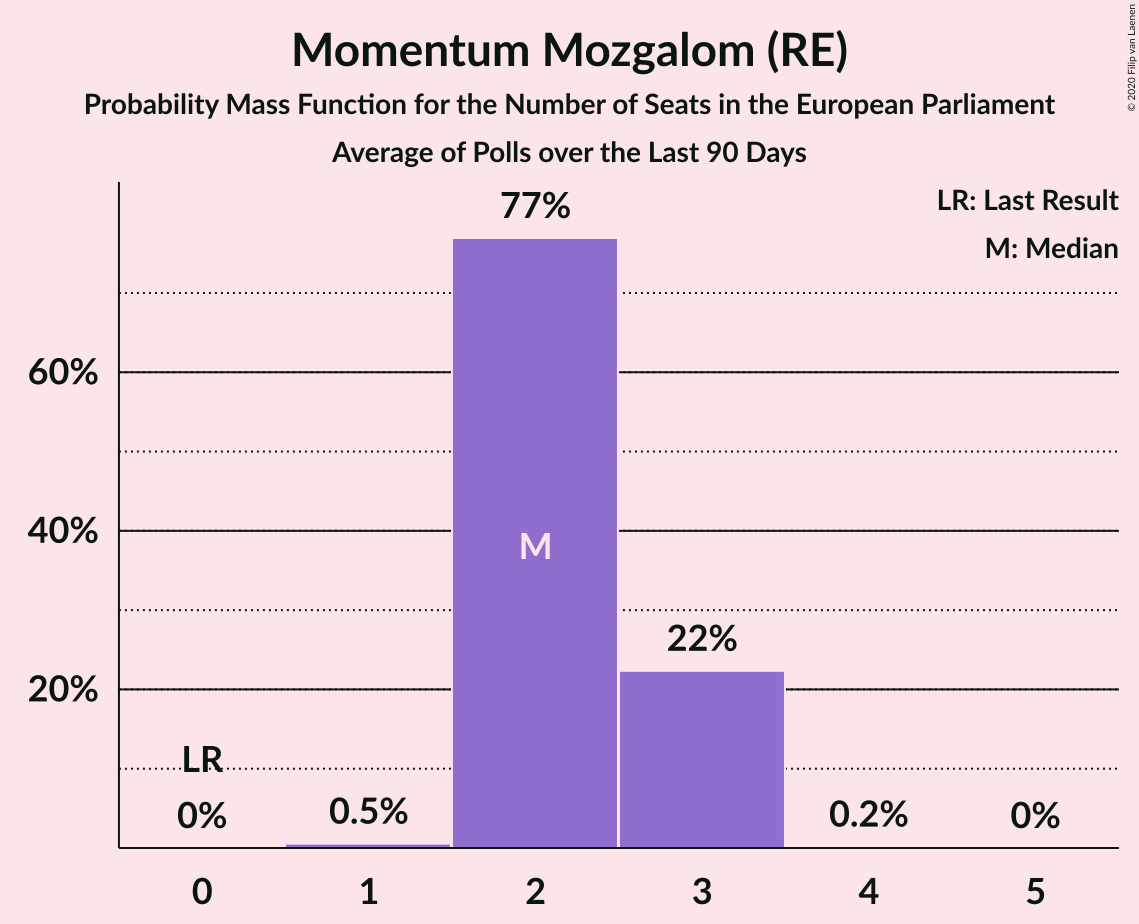 Momentum Mozgalom (RE)
Probability Mass Function for the Number of Seats in the European Parliament
Average of Polls over the Last 90 Days
© 2020 Filip van Laenen
LR: Last Result
M: Median
77%
60%
40%
M
22%
20%
LR
0%
0.5%
0.2%
0%
0 1 2 3 4 5